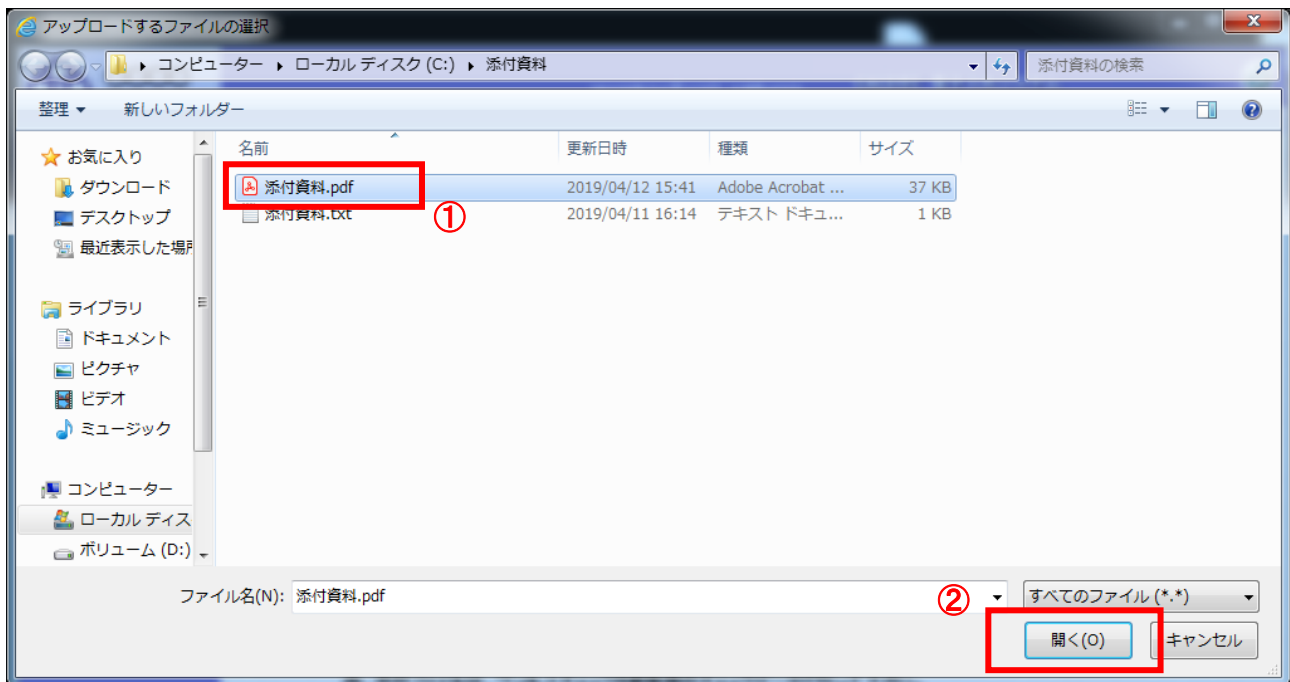 アップロードするファイルの選択
コンピューター ▸ ローカル ディスク (C:) ▸ 添付資料
添付資料の検索
整理 新しいフォルダー
名前 更新日時 種類 サイズ
添付資料.pdf 2019/04/12 15:41 Adobe Acrobat ... 37 KB
添付資料.txt 2019/04/11 16:14 テキスト ドキュ... 1 KB
①
お気に入り
ダウンロード
デスクトップ
最近表示した場所
ライブラリ
ドキュメント
ピクチャ
ビデオ
ミュージック
コンピューター
ローカル ディス
ボリューム (D:)
ファイル名(N): 添付資料.pdf
すべてのファイル (*.*)
②
開く(O) キャンセル